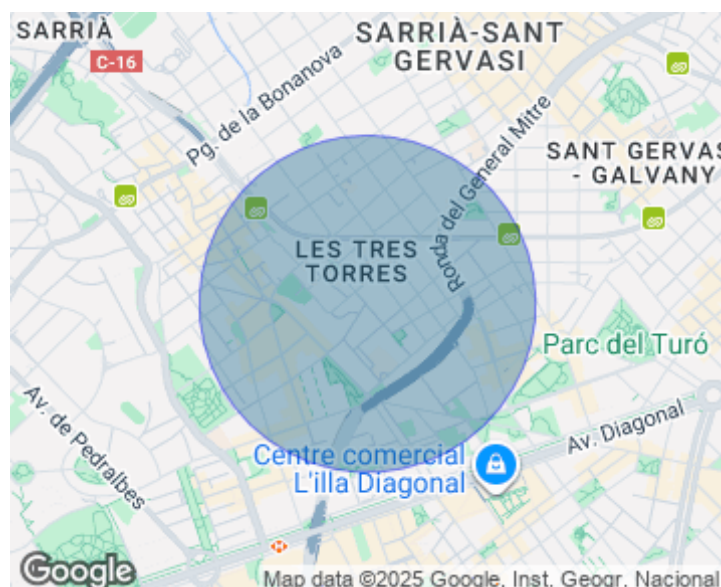 SARRIÀ
C-16
SARRIÀ-SANT
GERVASI
Pg. de la Bonanova
Ronda del General Mitre
SANT GERVAS
- GALVANY
LES TRES
TORRES
Parc del Turó
Av. de Pedralbes
Centre comercial
L'illa Diagonal
Av. Diagonal
Google
Map data ©2025 Google, Inst. Geogr. Nacional